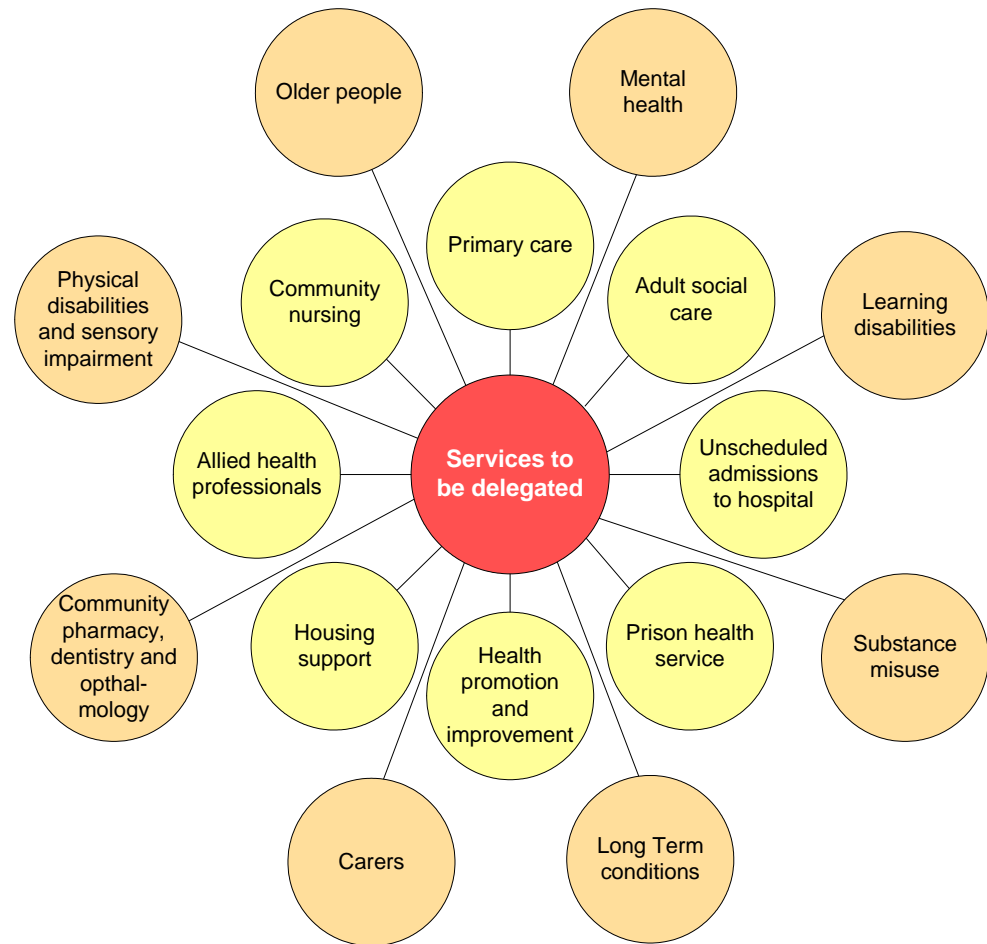 Older people
Mental
health
Primary care
Community
nursing
Adult social
care
Physical
disabilities
and sensory
impairment
Learning
disabilities
Services to
be delegated
Allied health
professionals
Unscheduled
admissions
to hospital
Community
pharmacy,
dentistry and
opthal-
mology
Housing
support
Health
promotion
and
improvement
Prison health
service
Substance
misuse
Carers
Long Term
conditions